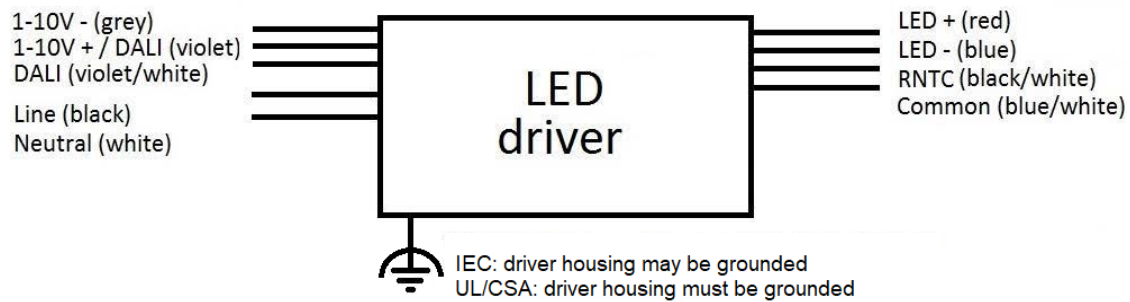 1-10V - (grey)
1-10V + / DALI (violet)
DALI (violet/white)
Line (black)
Neutral (white)
LED
driver
LED + (red)
LED - (blue)
RNTC (black/white)
Common (blue/white)
IEC: driver housing may be grounded
UL/CSA: driver housing must be grounded